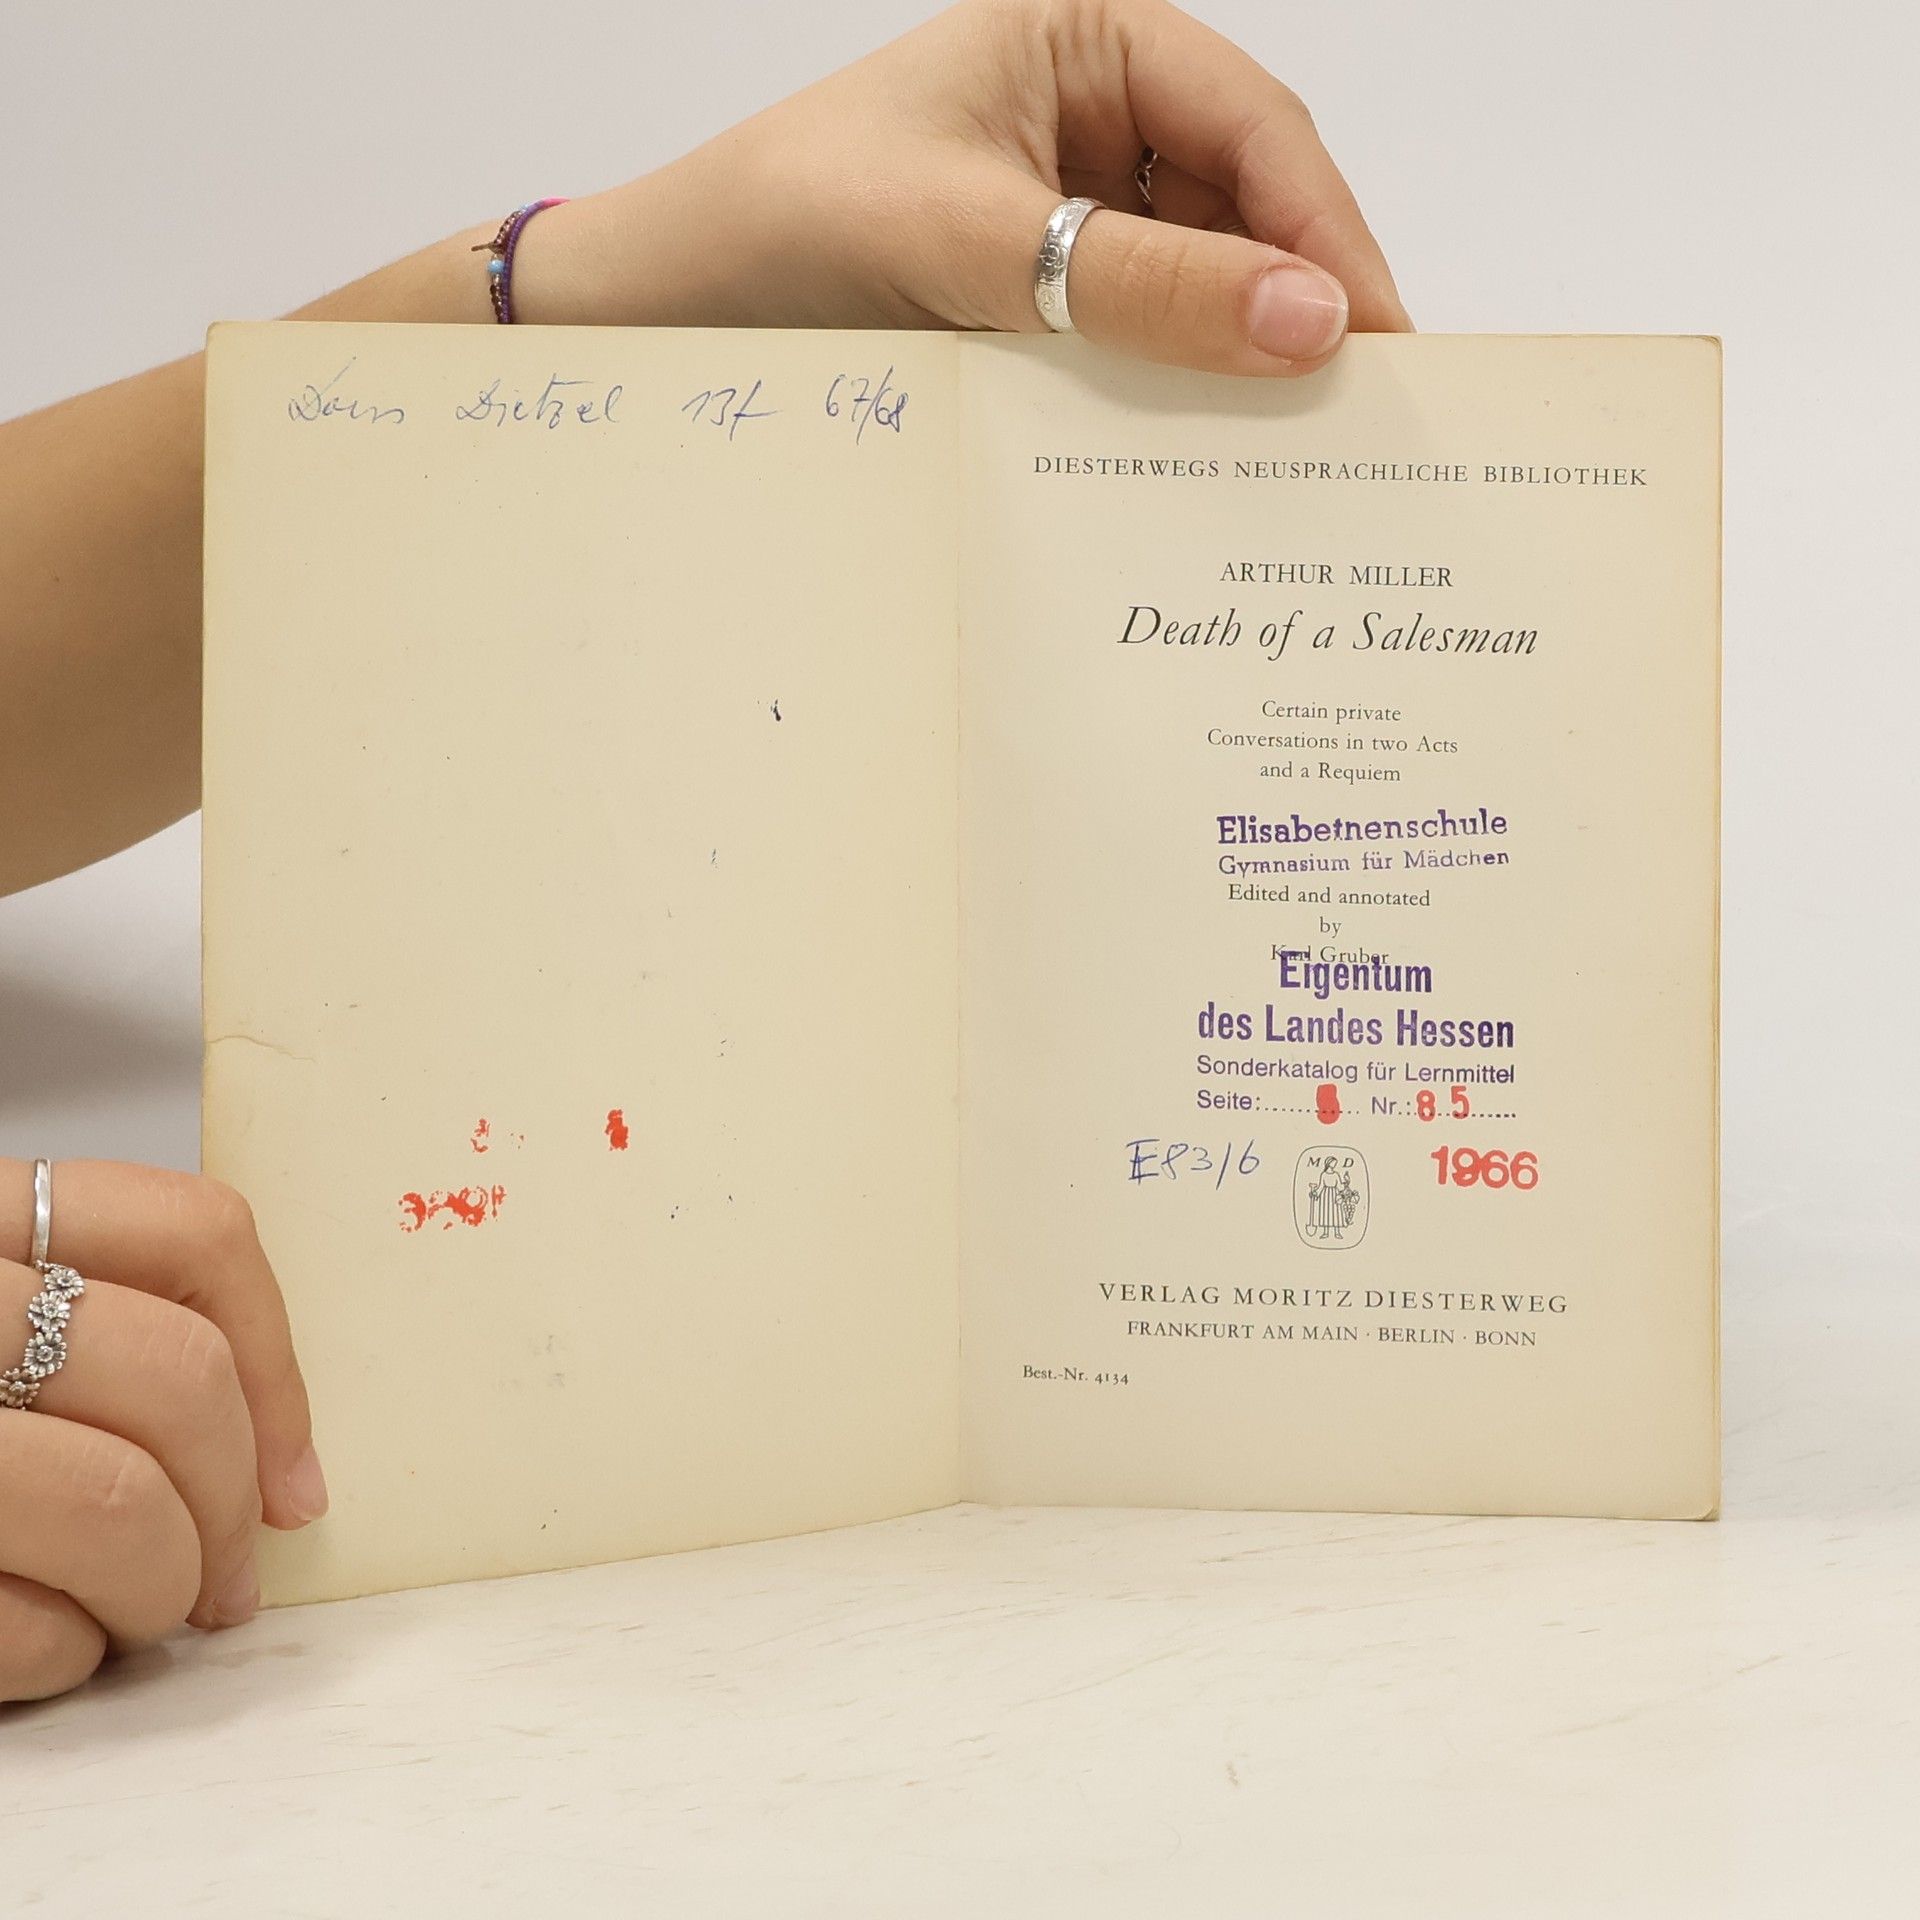 Doris Dietzel 13f 67/68
DIESTERWEGS NEUSPRACHLICHE BIBLIOTHEK
ARTHUR MILLER
Death of a Salesman
Certain private
Conversations in two Acts
and a Requiem
Elisabethenschule
Gymnasium für Mädchen
Edited and annotated
by
Karl Gruber
Eigentum
des Landes Hessen
Sonderkatalog für Lernmittel
Seite:........... Nr.: 85......
E83/6
M D
1966
VERLAG MORITZ DIESTERWEG
FRANKFURT AM MAIN · BERLIN · BONN
Best.-Nr. 4134